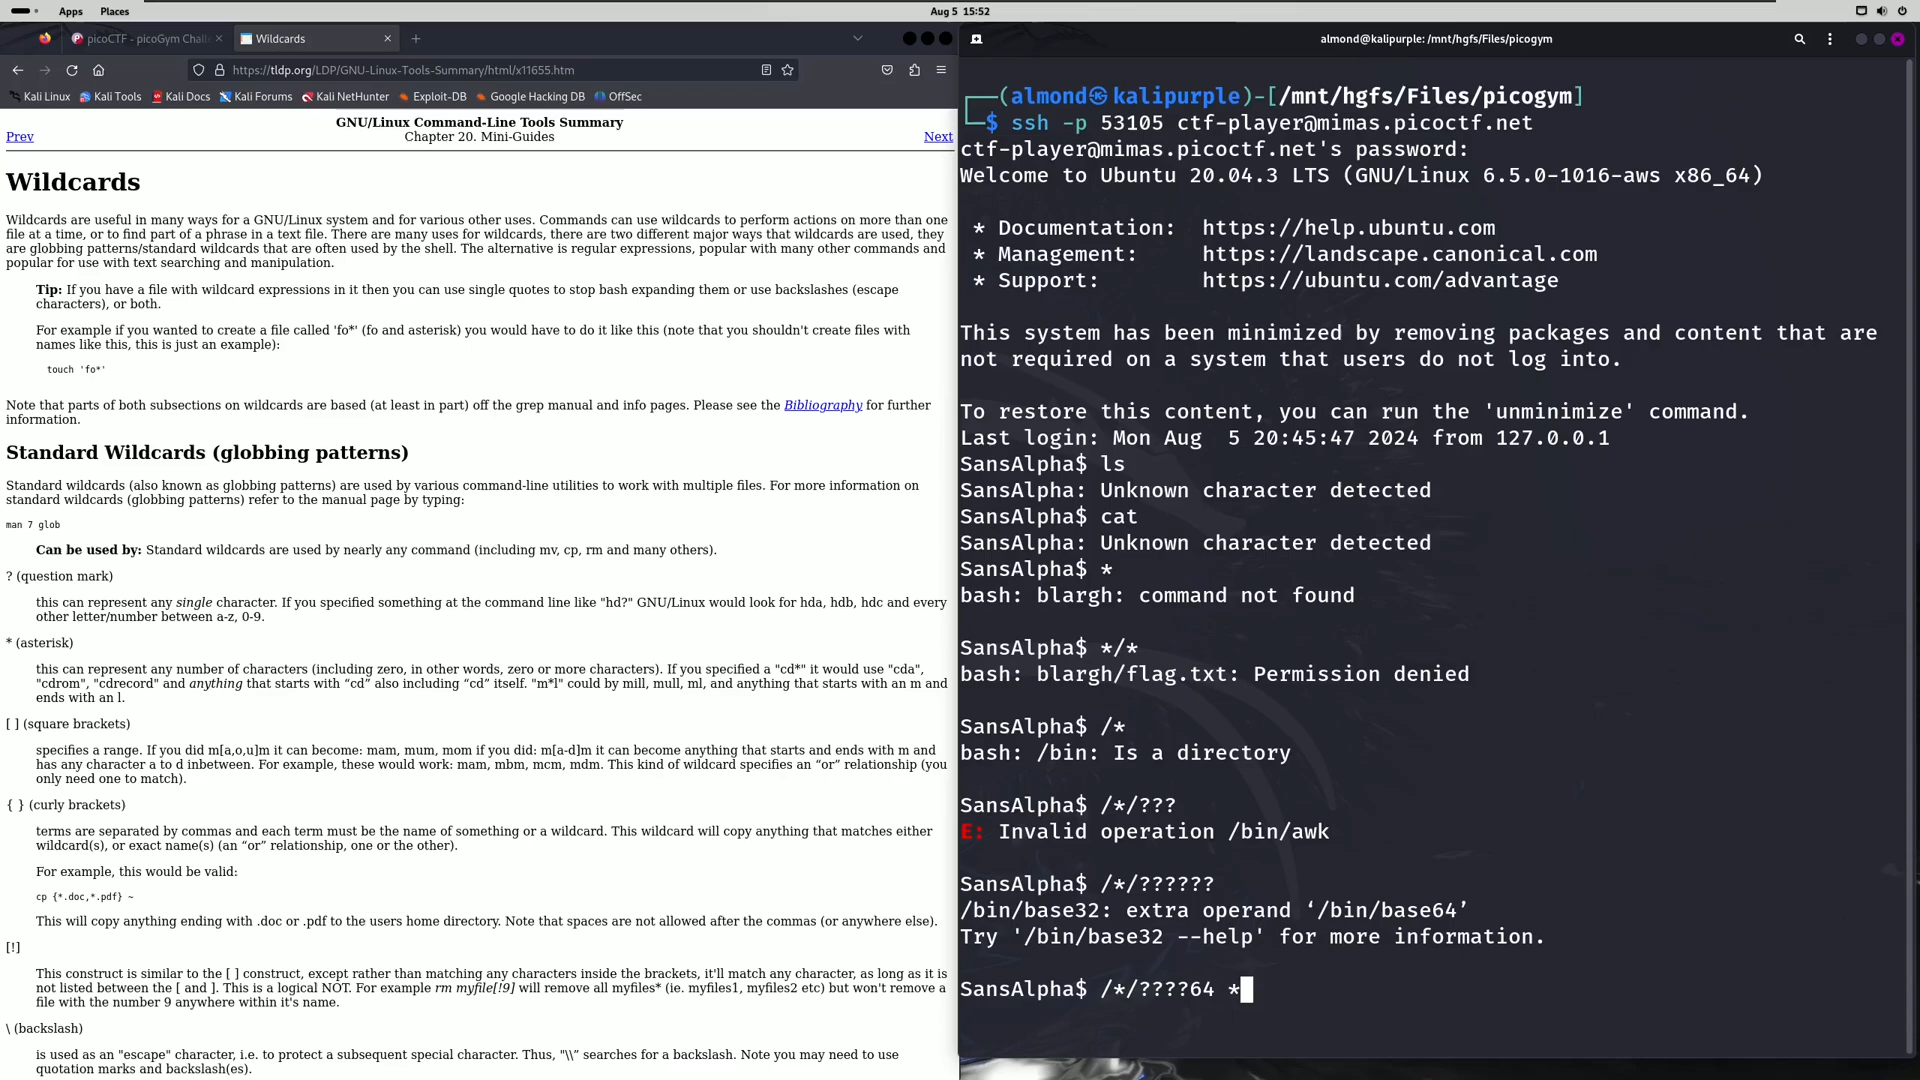 Apps Places
Aug 5 15:52
picoCTF - picoGym Chall
Wildcards
https://tldp.org/LDP/GNU-Linux-Tools-Summary/html/x11655.htm
Kali Linux Kali Tools Kali Docs Kali Forums Kali NetHunter Exploit-DB Google Hacking DB OffSec
GNU/Linux Command-Line Tools Summary
Prev Chapter 20. Mini-Guides Next
Wildcards
Wildcards are useful in many ways for a GNU/Linux system and for various other uses. Commands can use wildcards to perform actions on more than one
file at a time, or to find part of a phrase in a text file. There are many uses for wildcards, there are two different major ways that wildcards are used, they
are globbing patterns/standard wildcards that are often used by the shell. The alternative is regular expressions, popular with many other commands and
popular for use with text searching and manipulation.
Tip: If you have a file with wildcard expressions in it then you can use single quotes to stop bash expanding them or use backslashes (escape
characters), or both.
For example if you wanted to create a file called 'fo*' (fo and asterisk) you would have to do it like this (note that you shouldn't create files with
names like this, this is just an example):
touch 'fo*'
Note that parts of both subsections on wildcards are based (at least in part) off the grep manual and info pages. Please see the Bibliography for further
information.
Standard Wildcards (globbing patterns)
Standard wildcards (also known as globbing patterns) are used by various command-line utilities to work with multiple files. For more information on
standard wildcards (globbing patterns) refer to the manual page by typing:
man 7 glob
Can be used by: Standard wildcards are used by nearly any command (including mv, cp, rm and many others).
? (question mark)
this can represent any single character. If you specified something at the command line like "hd?" GNU/Linux would look for hda, hdb, hdc and every
other letter/number between a-z, 0-9.
* (asterisk)
this can represent any number of characters (including zero, in other words, zero or more characters). If you specified a "cd*" it would use "cda",
"cdrom", "cdrecord" and anything that starts with “cd” also including “cd” itself. "m*l" could by mill, mull, ml, and anything that starts with an m and
ends with an l.
[ ] (square brackets)
specifies a range. If you did m[a,o,u]m it can become: mam, mum, mom if you did: m[a-d]m it can become anything that starts and ends with m and
has any character a to d inbetween. For example, these would work: mam, mbm, mcm, mdm. This kind of wildcard specifies an “or” relationship (you
only need one to match).
{ } (curly brackets)
terms are separated by commas and each term must be the name of something or a wildcard. This wildcard will copy anything that matches either
wildcard(s), or exact name(s) (an “or” relationship, one or the other).
For example, this would be valid:
cp {*.doc,*.pdf} ~
This will copy anything ending with .doc or .pdf to the users home directory. Note that spaces are not allowed after the commas (or anywhere else).
[!]
This construct is similar to the [ ] construct, except rather than matching any characters inside the brackets, it'll match any character, as long as it is
not listed between the [ and ]. This is a logical NOT. For example rm myfile[!9] will remove all myfiles* (ie. myfiles1, myfiles2 etc) but won't remove a
file with the number 9 anywhere within it's name.
\ (backslash)
is used as an "escape" character, i.e. to protect a subsequent special character. Thus, "\\” searches for a backslash. Note you may need to use
quotation marks and backslash(es).
almond@kalipurple: /mnt/hgfs/Files/picogym
┌──(almond㉿kalipurple)-[/mnt/hgfs/Files/picogym]
└─$ ssh -p 53105 ctf-player@mimas.picoctf.net
ctf-player@mimas.picoctf.net's password:
Welcome to Ubuntu 20.04.3 LTS (GNU/Linux 6.5.0-1016-aws x86_64)
* Documentation: https://help.ubuntu.com
* Management: https://landscape.canonical.com
* Support: https://ubuntu.com/advantage
This system has been minimized by removing packages and content that are
not required on a system that users do not log into.
To restore this content, you can run the 'unminimize' command.
Last login: Mon Aug 5 20:45:47 2024 from 127.0.0.1
SansAlpha$ ls
SansAlpha: Unknown character detected
SansAlpha$ cat
SansAlpha: Unknown character detected
SansAlpha$ *
bash: blargh: command not found
SansAlpha$ */*
bash: blargh/flag.txt: Permission denied
SansAlpha$ /*
bash: /bin: Is a directory
SansAlpha$ /*/???
E: Invalid operation /bin/awk
SansAlpha$ /*/??????
/bin/base32: extra operand ‘/bin/base64’
Try '/bin/base32 --help' for more information.
SansAlpha$ /*/????64 *